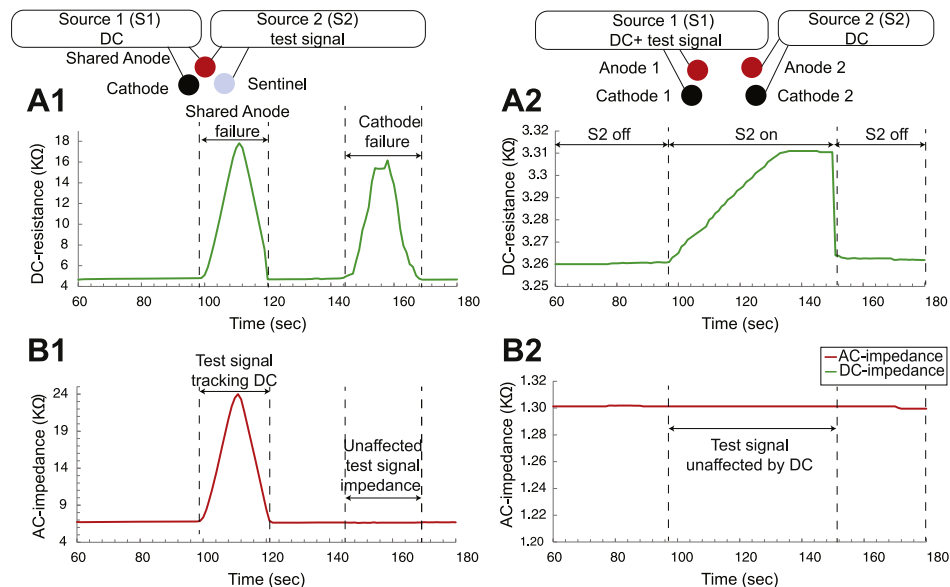 Source 1 (S1)
DC
Source 2 (S2)
test signal
Shared Anode
Cathode
Sentinel
Source 1 (S1)
DC+ test signal
Source 2 (S2)
DC
Anode 1
Anode 2
Cathode 1
Cathode 2
A1
Shared Anode
failure
Cathode
failure
DC-resistance (KΩ)
18
16
14
12
10
8
6
4
60
80
100
120
140
160
180
Time (sec)
A2
S2 off
S2 on
S2 off
DC-resistance (KΩ)
3.31
3.30
3.29
3.28
3.27
3.26
3.25
60
80
100
120
140
160
180
Time (sec)
B1
Test signal
tracking DC
Unaffected
test signal
impedance
AC-impedance (KΩ)
24
19
14
9
4
60
80
100
120
140
160
180
Time (sec)
B2
AC-impedance
DC-impedance
Test signal
unaffected by DC
AC-impedance (KΩ)
1.32
1.30
1.28
1.26
1.24
1.22
1.20
60
80
100
120
140
160
180
Time (sec)